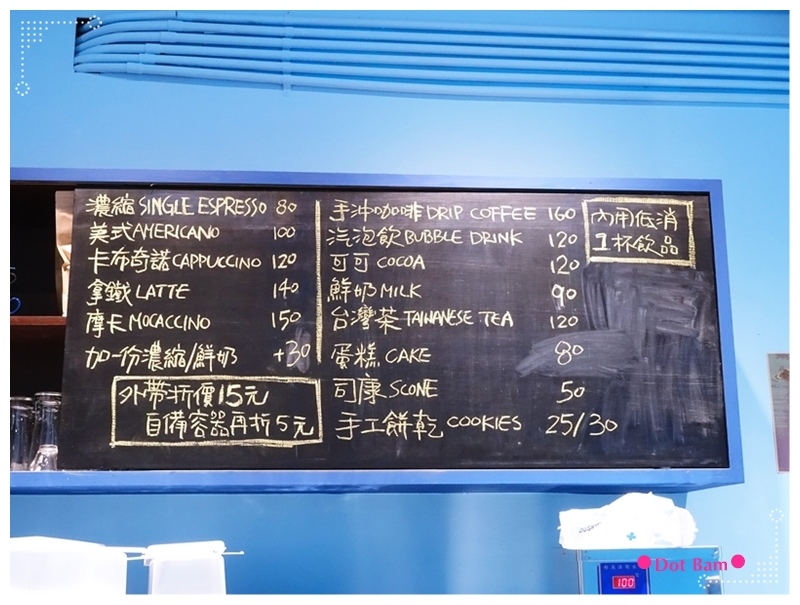 濃縮 SINGLE ESPRESSO 80
美式 AMERICANO 100
卡布奇諾 CAPPUCCINO 120
拿鐵 LATTE 140
摩卡 MOCACCINO 150
加一份濃縮/鮮奶 +30
外帶折價15元
自備容器再折5元
手沖咖啡 DRIP COFFEE 160
汽泡飲 BUBBLE DRINK 120
可可 COCOA 120
鮮奶 MILK 90
台灣茶 TAIWANESE TEA 120
蛋糕 CAKE 80
司康 SCONE 50
手工餅乾 COOKIES 25/30
內用低消
1杯飲品
100
Dot Bam